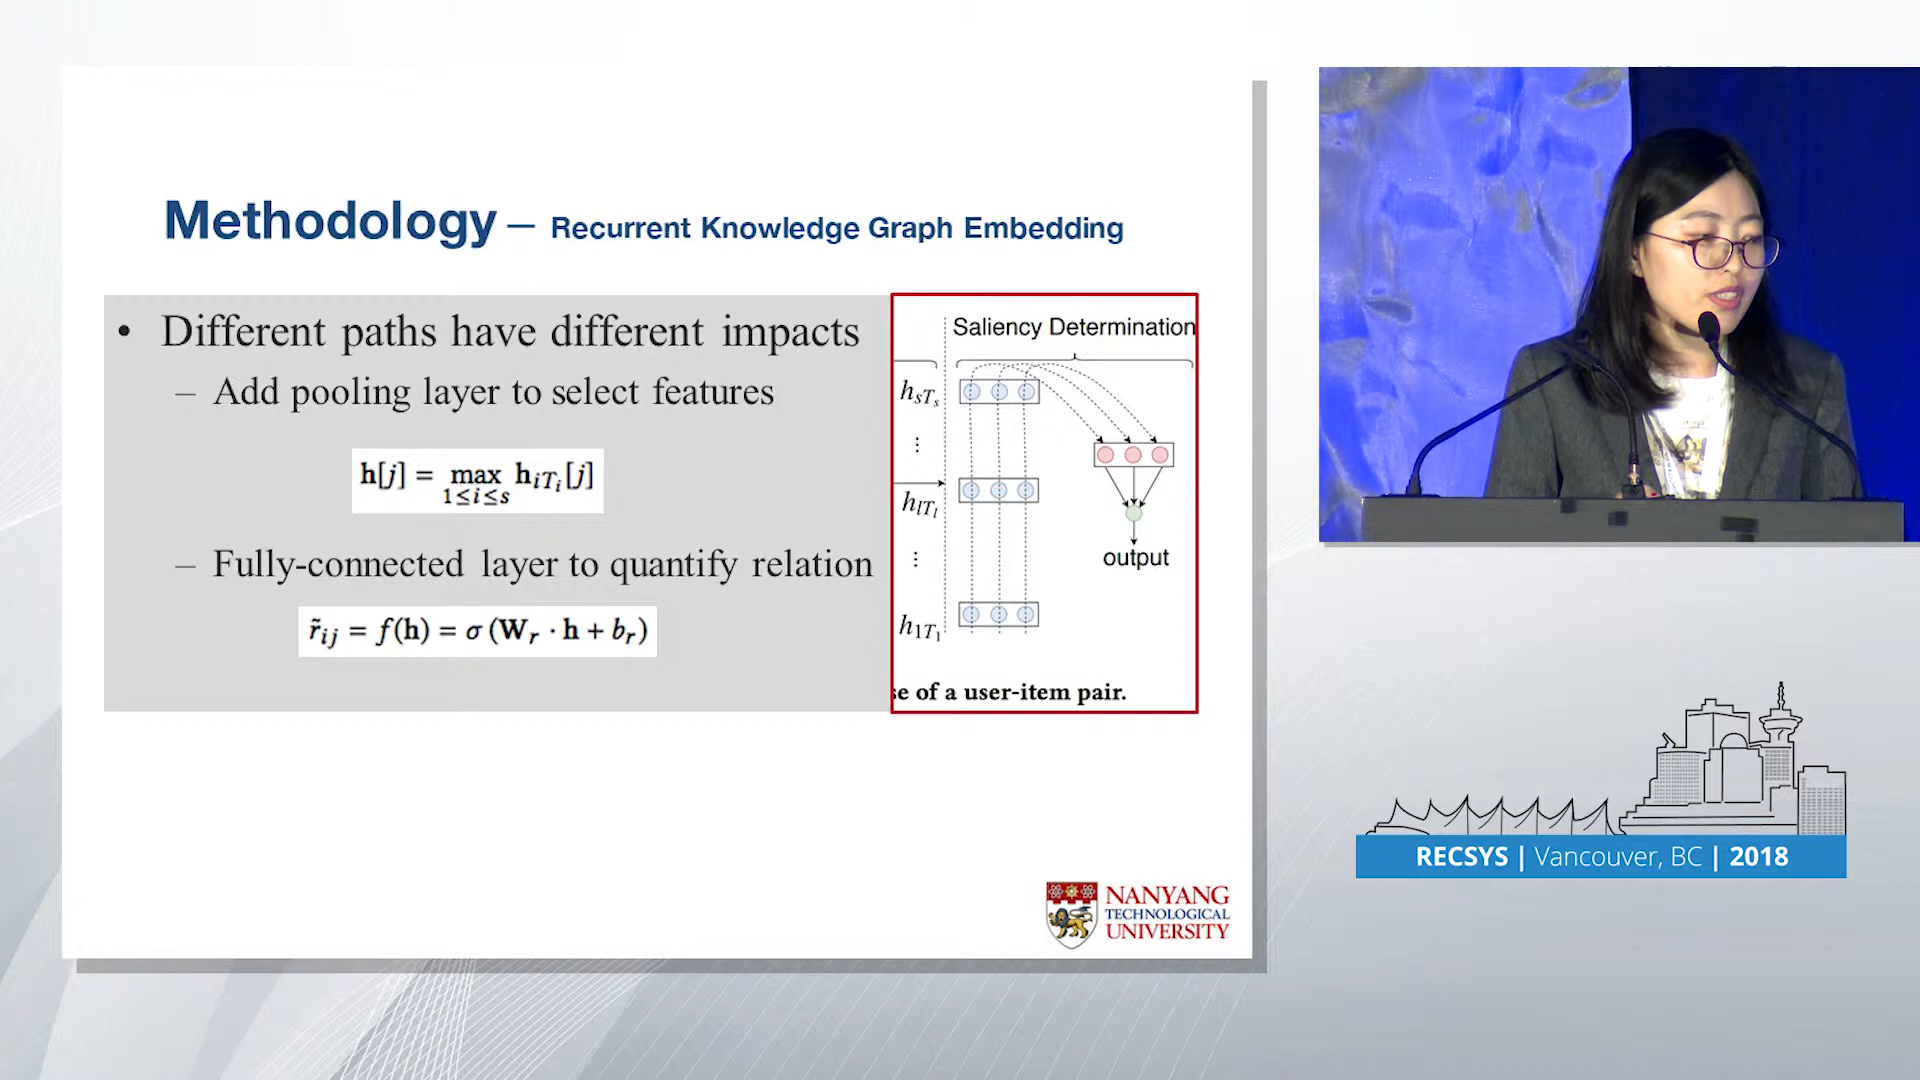 Methodology — Recurrent Knowledge Graph Embedding
• Different paths have different impacts
– Add pooling layer to select features
h[j] = max 1≤i≤s h_{iT_i}[j]
– Fully-connected layer to quantify relation
r̃_{ij} = f(h) = σ (W_r · h + b_r)
Saliency Determination
h_{sT_s}
⋮
h_{lT_l}
⋮
h_{1T_1}
output
se of a user-item pair.
NANYANG
TECHNOLOGICAL
UNIVERSITY
RECSYS | Vancouver, BC | 2018